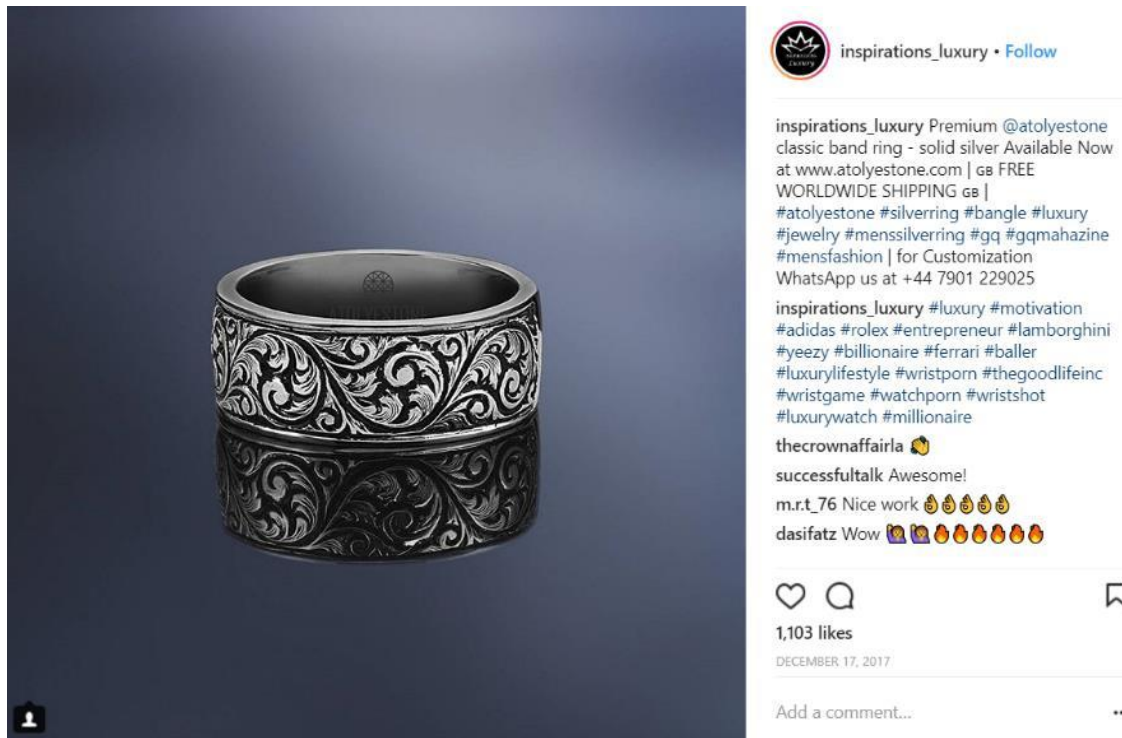 inspirations_luxury • Follow
inspirations_luxury Premium @atolyestone
classic band ring - solid silver Available Now
at www.atolyestone.com | GB FREE
WORLDWIDE SHIPPING GB |
#atolyestone #silverring #bangle #luxury
#jewelry #menssilverring #gq #gqmahazine
#mensfashion | for Customization
WhatsApp us at +44 7901 229025
inspirations_luxury #luxury #motivation
#adidas #rolex #entrepreneur #lamborghini
#yeezy #billionaire #ferrari #baller
#luxurylifestyle #wristporn #thegoodlifeinc
#wristgame #watchporn #wristshot
#luxurywatch #millionaire
thecrownaffairla 👏
successfultalk Awesome!
m.r.t_76 Nice work 👌👌👌👌👌
dasifatz Wow 🙋🙋🔥🔥🔥🔥🔥🔥
1,103 likes
DECEMBER 17, 2017
Add a comment...
ATOLYESTONE